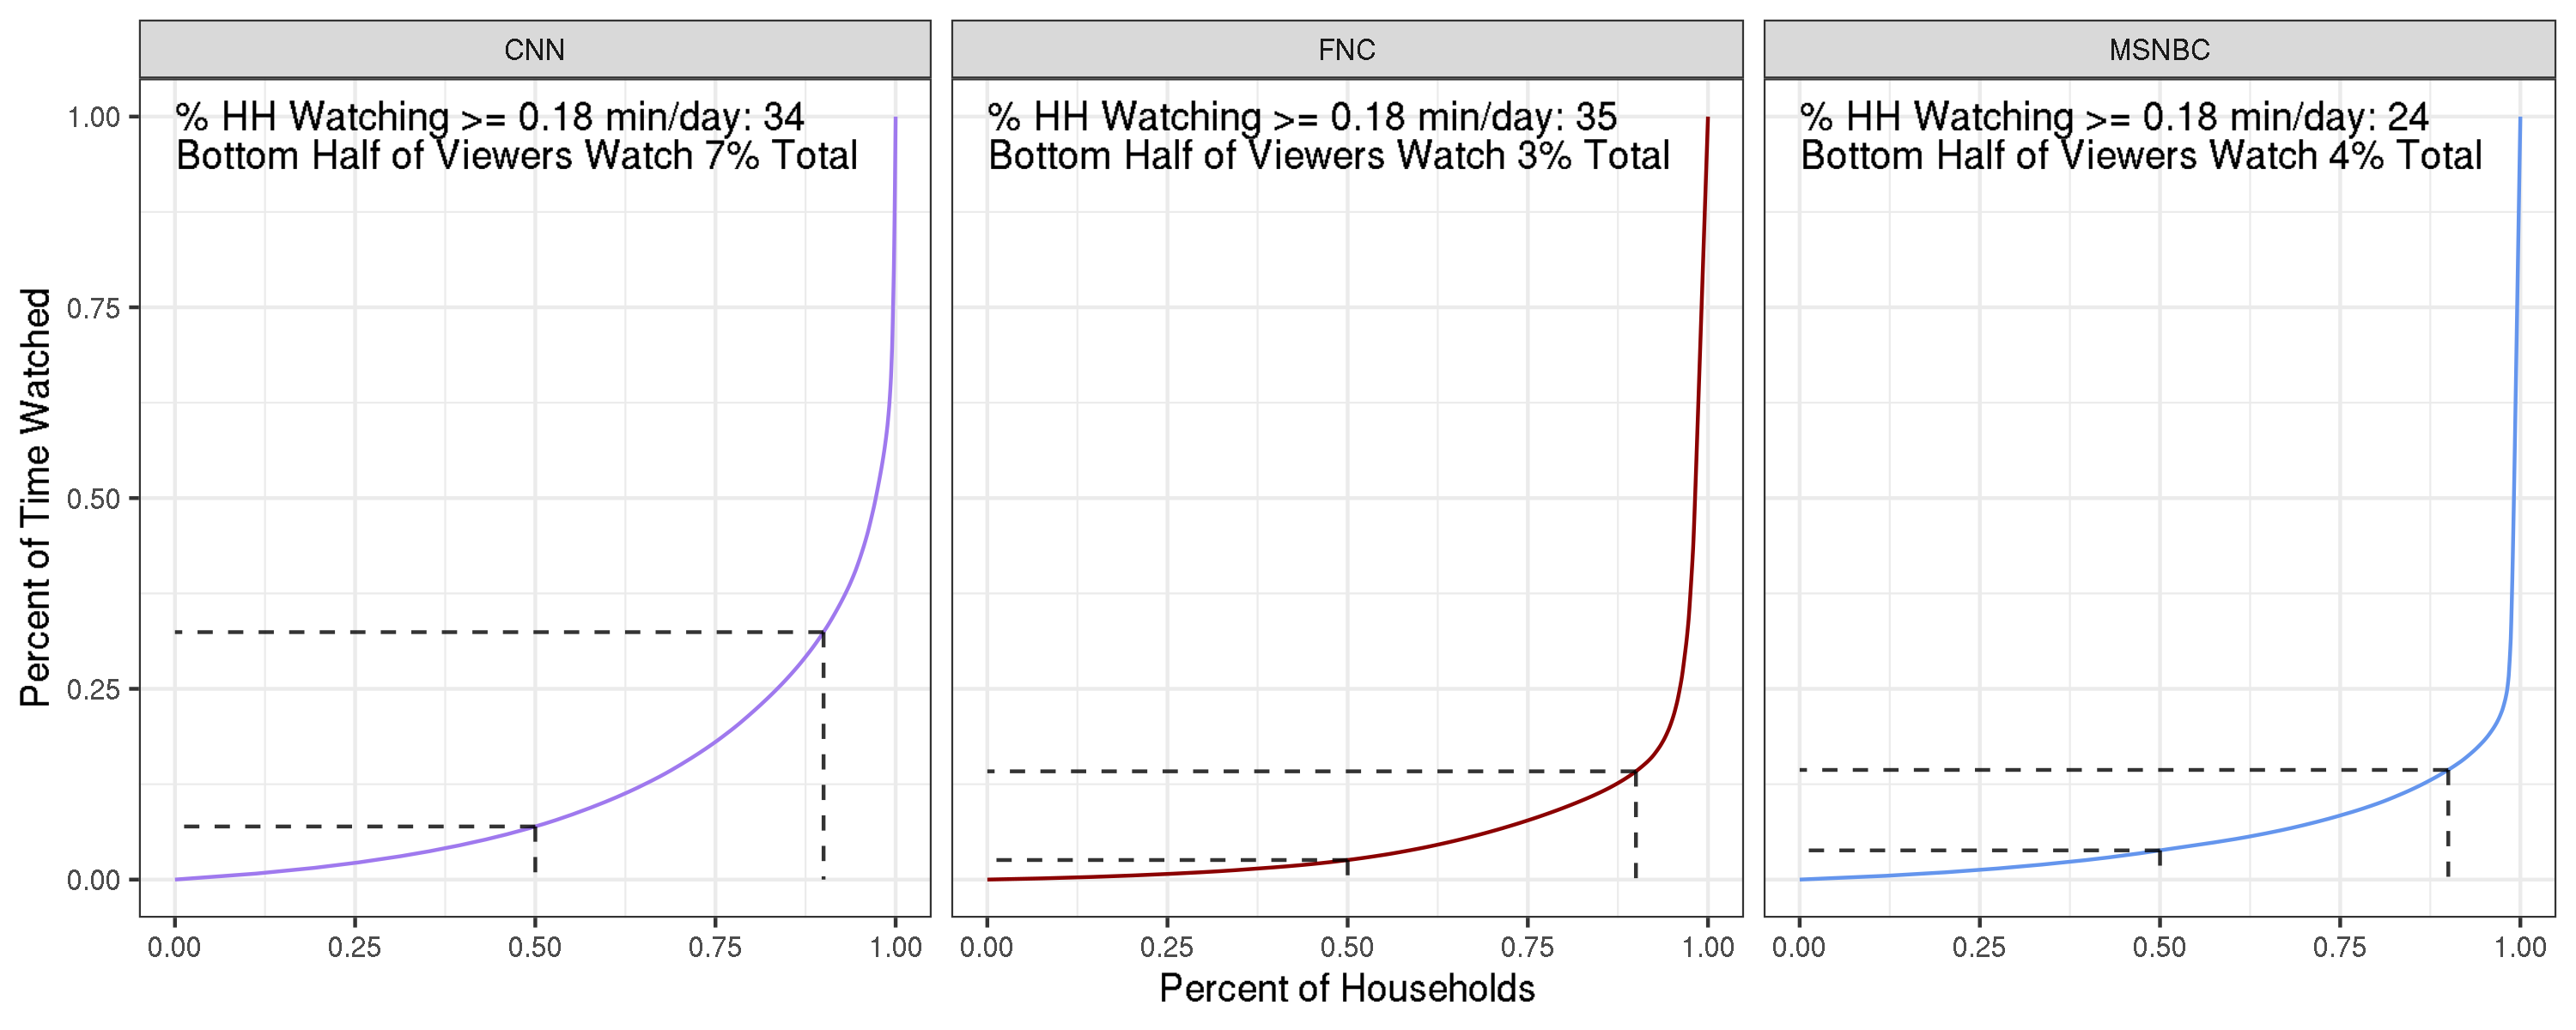 CNN
FNC
MSNBC
% HH Watching >= 0.18 min/day: 34
Bottom Half of Viewers Watch 7% Total
% HH Watching >= 0.18 min/day: 35
Bottom Half of Viewers Watch 3% Total
% HH Watching >= 0.18 min/day: 24
Bottom Half of Viewers Watch 4% Total
Percent of Time Watched
1.00
0.75
0.50
0.25
0.00
0.00 0.25 0.50 0.75 1.00
0.00 0.25 0.50 0.75 1.00
0.00 0.25 0.50 0.75 1.00
Percent of Households